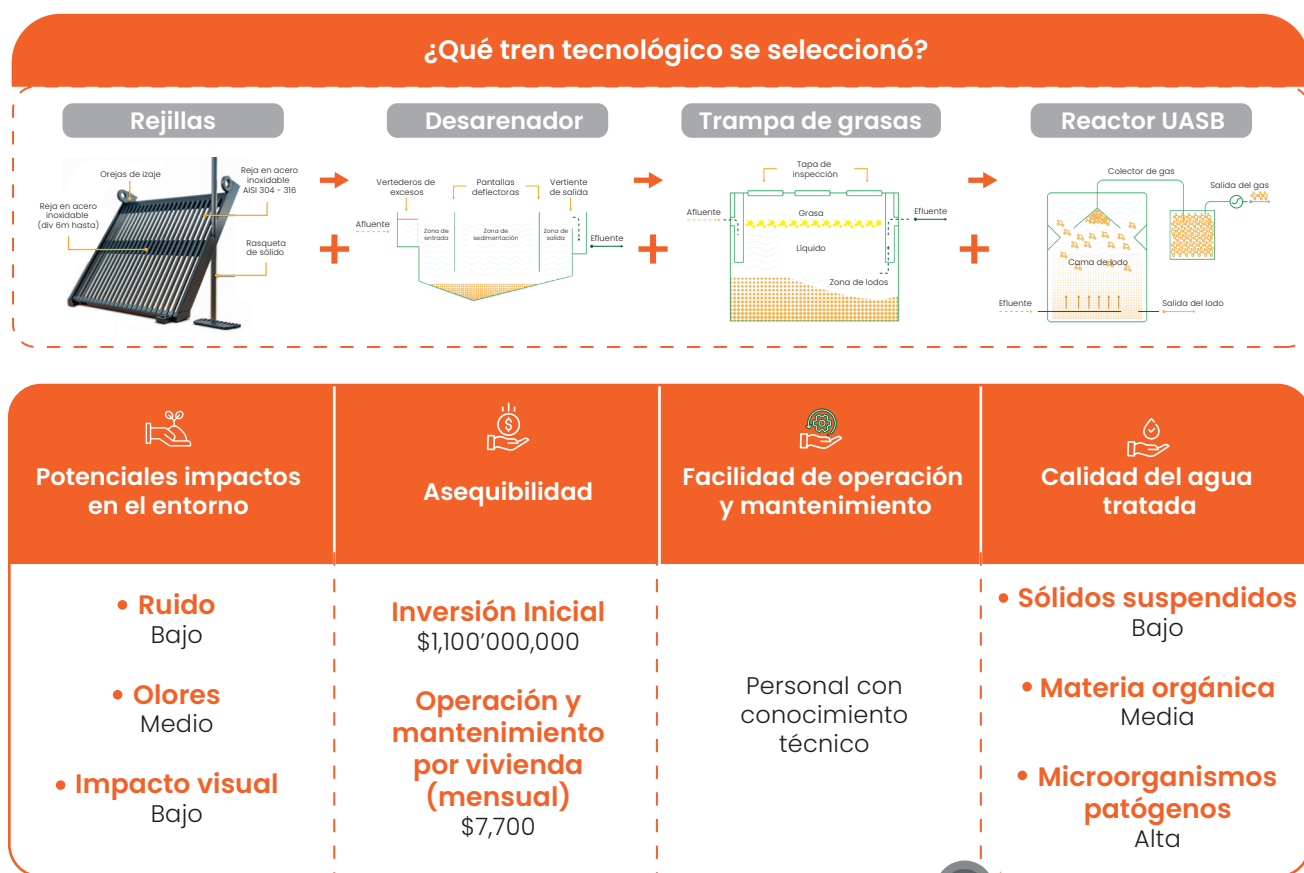 ¿Qué tren tecnológico se seleccionó?
Rejillas
Orejas de izaje
Reja en acero
inoxidable
AISI 304 - 316
Reja en acero
inoxidable
(div 6m hasta)
Rasqueta
de sólido
Desarenador
Vertederos de
excesos
Pantallas
deflectoras
Vertiente
de salida
Afluente
Zona de
entrada
Zona de
sedimentación
Zona de
salida
Efluente
Trampa de grasas
Tapa de
inspección
Afluente
Grasa
Efluente
Líquido
Zona de lodos
Reactor UASB
Colector de gas
Salida del gas
Cama de lodo
Efluente
Salida del lodo
Potenciales impactos
en el entorno
• Ruido
Bajo
• Olores
Medio
• Impacto visual
Bajo
Asequibilidad
Inversión Inicial
$1,100’000,000
Operación y
mantenimiento
por vivienda
(mensual)
$7,700
Facilidad de operación
y mantenimiento
Personal con
conocimiento
técnico
Calidad del agua
tratada
• Sólidos suspendidos
Bajo
• Materia orgánica
Media
• Microorganismos
patógenos
Alta